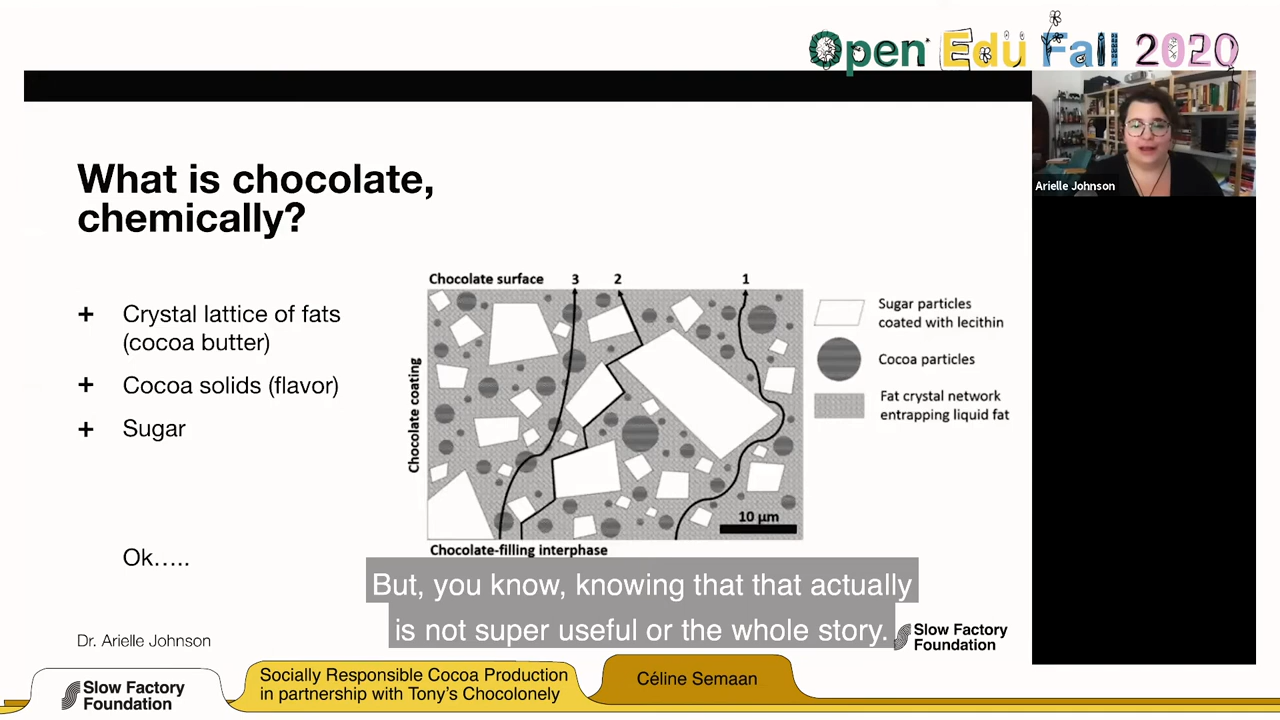 Open Edu Fall 2020
Arielle Johnson
What is chocolate,
chemically?
+ Crystal lattice of fats
(cocoa butter)
+ Cocoa solids (flavor)
+ Sugar
Ok.....
Chocolate surface 3 2 1
Chocolate coating
10 µm
Chocolate-filling interphase
Sugar particles
coated with lecithin
Cocoa particles
Fat crystal network
entrapping liquid fat
But, you know, knowing that that actually
is not super useful or the whole story.
Dr. Arielle Johnson
Slow Factory
Foundation
Slow Factory
Foundation
Socially Responsible Cocoa Production
in partnership with Tony's Chocolonely
Céline Semaan